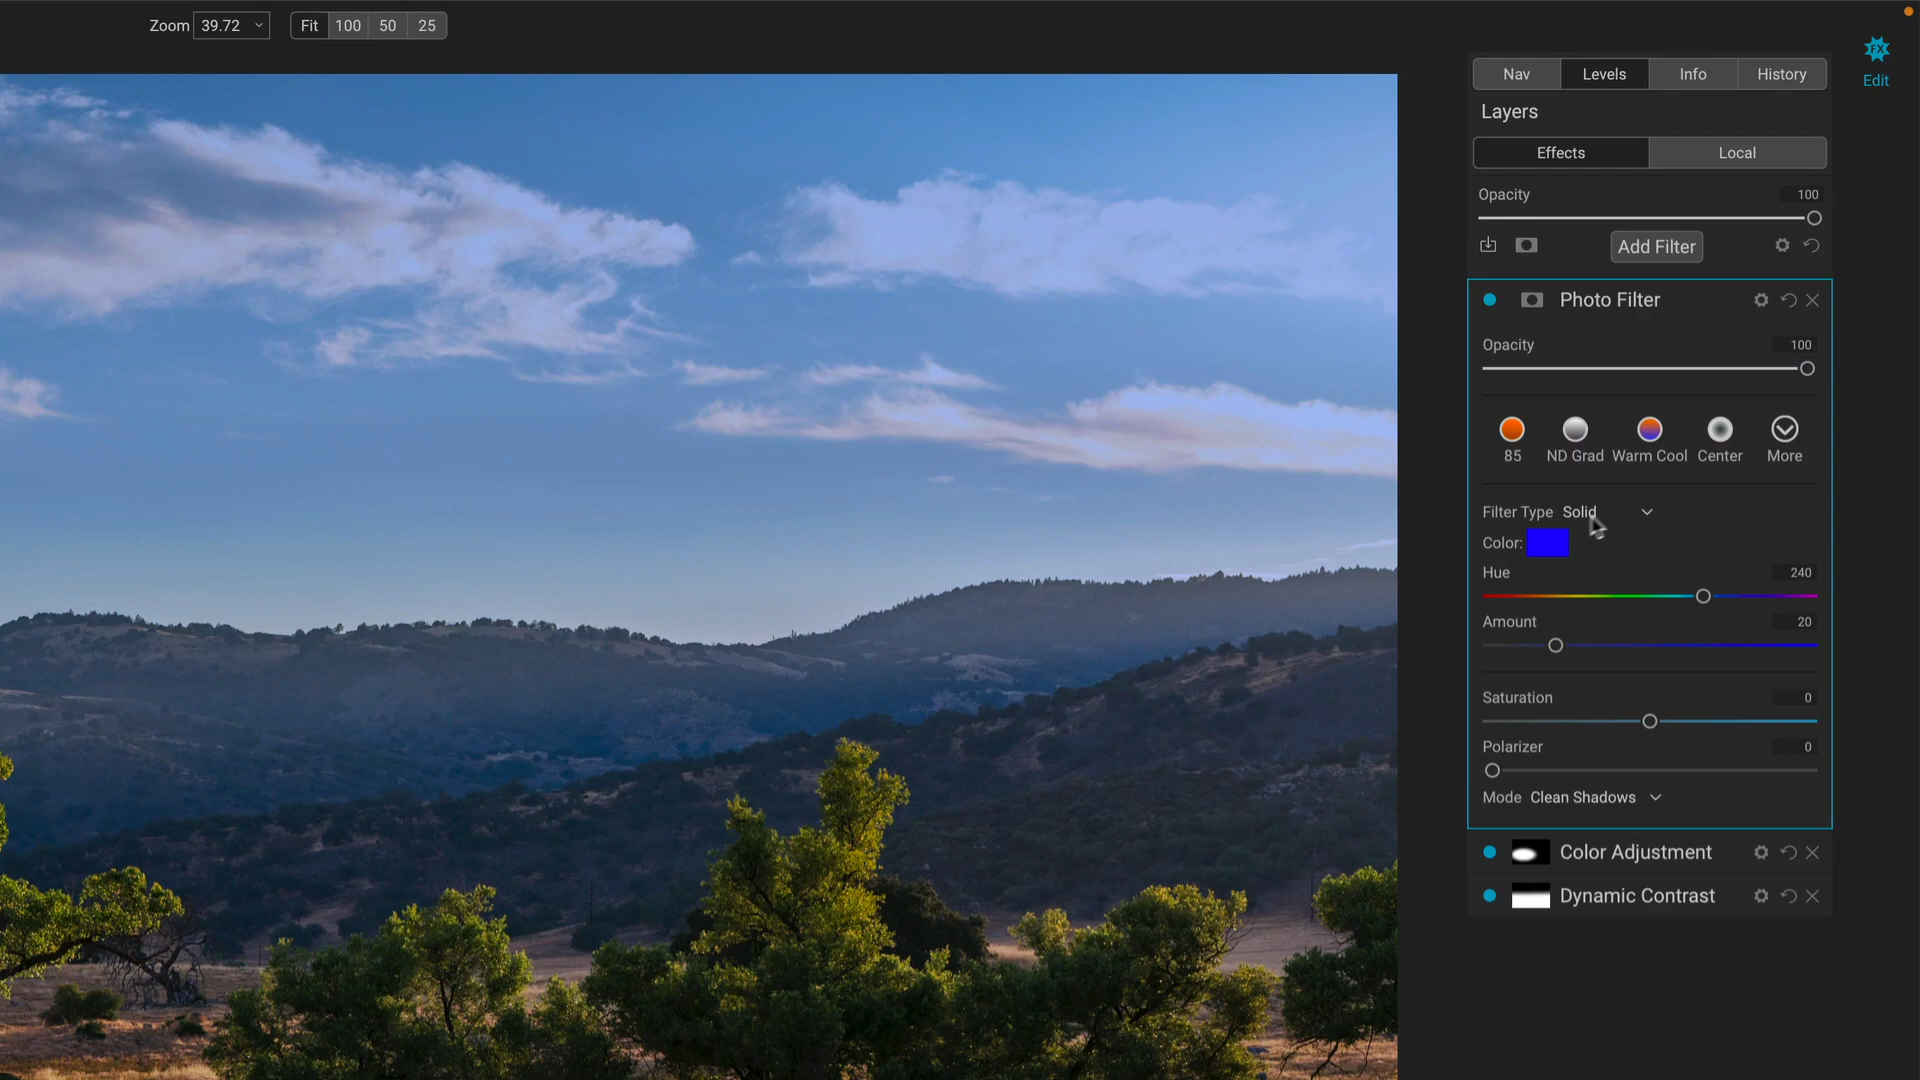 Zoom 39.72 Fit 100 50 25
FX
Edit
Nav Levels Info History
Layers
Effects Local
Opacity 100
Add Filter
Photo Filter
Opacity 100
85 ND Grad Warm Cool Center More
Filter Type Solid
Color:
Hue 240
Amount 20
Saturation 0
Polarizer 0
Mode Clean Shadows
Color Adjustment
Dynamic Contrast